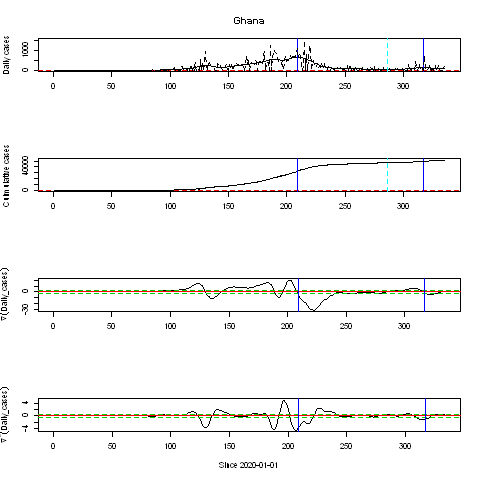 Ghana
Daily cases
0 1000
0 50 100 150 200 250 300
Cumulative cases
0 40000
0 50 100 150 200 250 300
∇(Daily_cases)
-30 0
0 50 100 150 200 250 300
(Daily_cases)
-4 0 4
0 50 100 150 200 250 300
Since 2020-01-01